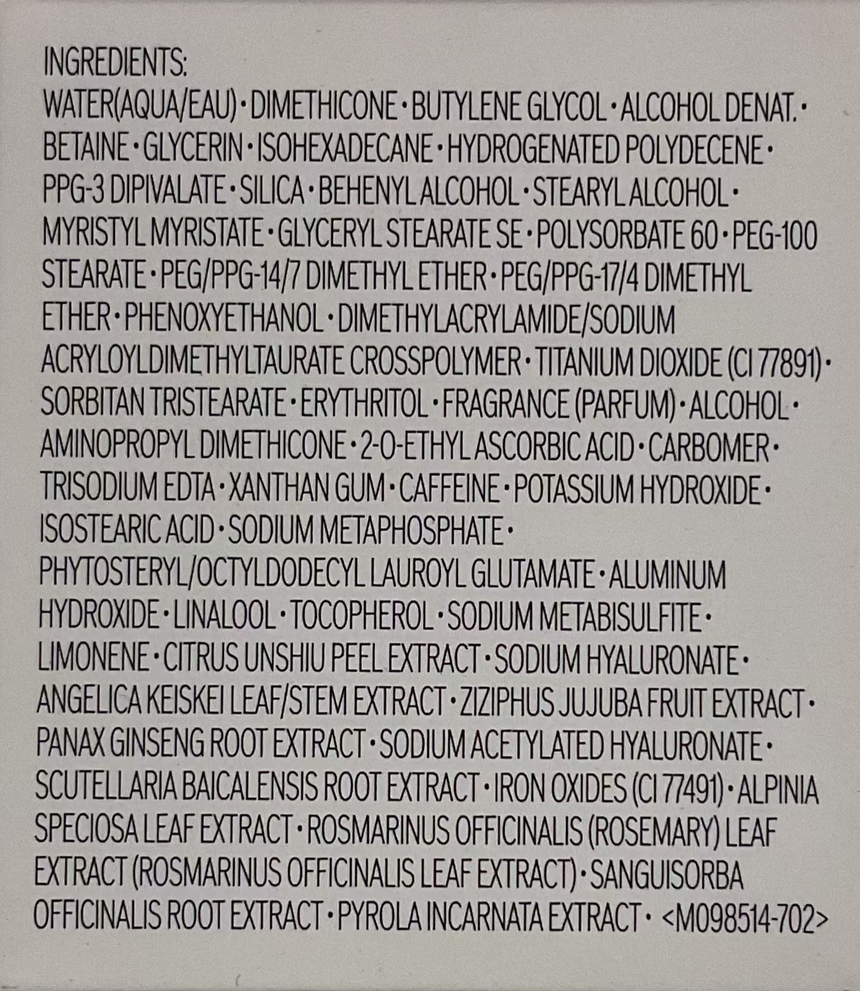 INGREDIENTS:
WATER(AQUA/EAU)・DIMETHICONE・BUTYLENE GLYCOL・ALCOHOL DENAT.・
BETAINE・GLYCERIN・ISOHEXADECANE・HYDROGENATED POLYDECENE・
PPG-3 DIPIVALATE・SILICA・BEHENYL ALCOHOL・STEARYL ALCOHOL・
MYRISTYL MYRISTATE・GLYCERYL STEARATE SE・POLYSORBATE 60・PEG-100
STEARATE・PEG/PPG-14/7 DIMETHYL ETHER・PEG/PPG-17/4 DIMETHYL
ETHER・PHENOXYETHANOL・DIMETHYLACRYLAMIDE/SODIUM
ACRYLOYLDIMETHYLTAURATE CROSSPOLYMER・TITANIUM DIOXIDE (CI 77891)・
SORBITAN TRISTEARATE・ERYTHRITOL・FRAGRANCE (PARFUM)・ALCOHOL・
AMINOPROPYL DIMETHICONE・2-O-ETHYL ASCORBIC ACID・CARBOMER・
TRISODIUM EDTA・XANTHAN GUM・CAFFEINE・POTASSIUM HYDROXIDE・
ISOSTEARIC ACID・SODIUM METAPHOSPHATE・
PHYTOSTERYL/OCTYLDODECYL LAUROYL GLUTAMATE・ALUMINUM
HYDROXIDE・LINALOOL・TOCOPHEROL・SODIUM METABISULFITE・
LIMONENE・CITRUS UNSHIU PEEL EXTRACT・SODIUM HYALURONATE・
ANGELICA KEISKEI LEAF/STEM EXTRACT・ZIZIPHUS JUJUBA FRUIT EXTRACT・
PANAX GINSENG ROOT EXTRACT・SODIUM ACETYLATED HYALURONATE・
SCUTELLARIA BAICALENSIS ROOT EXTRACT・IRON OXIDES (CI 77491)・ALPINIA
SPECIOSA LEAF EXTRACT・ROSMARINUS OFFICINALIS (ROSEMARY) LEAF
EXTRACT (ROSMARINUS OFFICINALIS LEAF EXTRACT)・SANGUISORBA
OFFICINALIS ROOT EXTRACT・PYROLA INCARNATA EXTRACT・ <M098514-702>